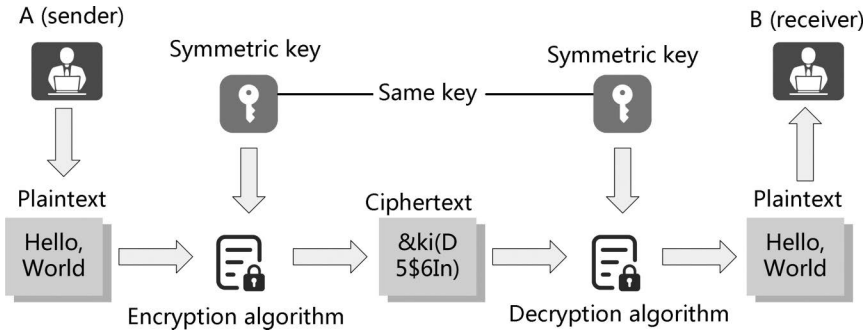 A (sender)
B (receiver)
Symmetric key
Symmetric key
Same key
Plaintext
Ciphertext
Plaintext
Hello,
World
&ki(D
5$6In)
Hello,
World
Encryption algorithm
Decryption algorithm